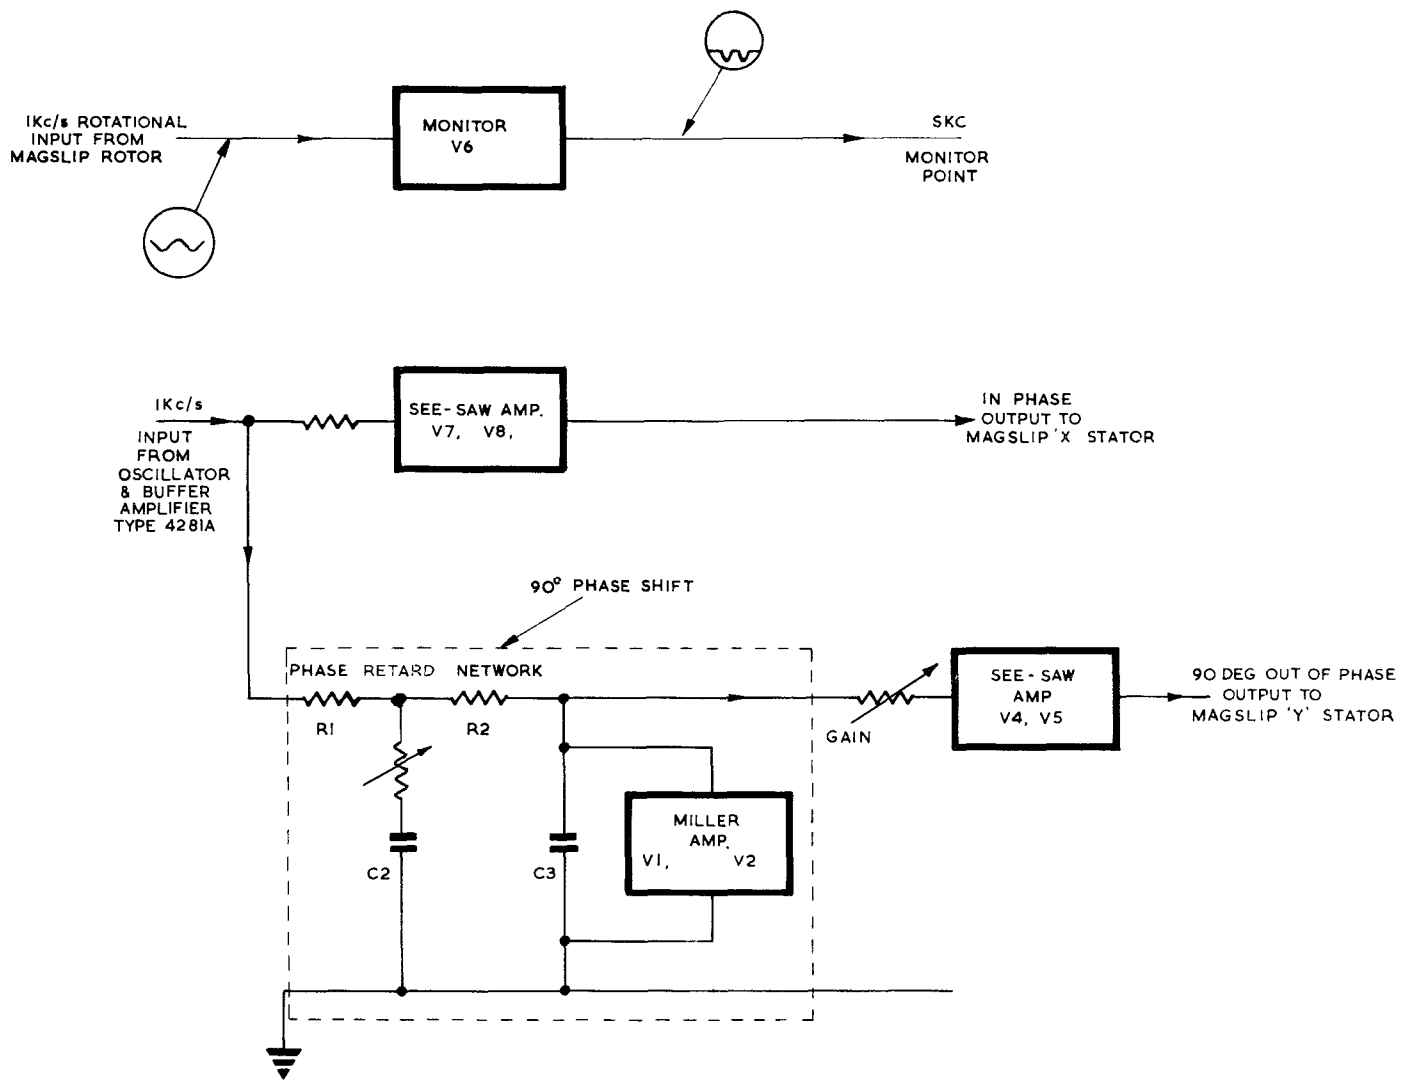 1Kc/s ROTATIONAL
INPUT FROM
MAGSLIP ROTOR
MONITOR
V6
SKC
MONITOR
POINT
1Kc/s
INPUT
FROM
OSCILLATOR
& BUFFER
AMPLIFIER
TYPE 4281A
SEE-SAW AMP.
V7, V8,
IN PHASE
OUTPUT TO
MAGSLIP 'X' STATOR
90° PHASE SHIFT
PHASE RETARD NETWORK
R1
R2
C2
C3
MILLER
AMP.
V1, V2
GAIN
SEE-SAW
AMP
V4, V5
90 DEG OUT OF PHASE
OUTPUT TO
MAGSLIP 'Y' STATOR